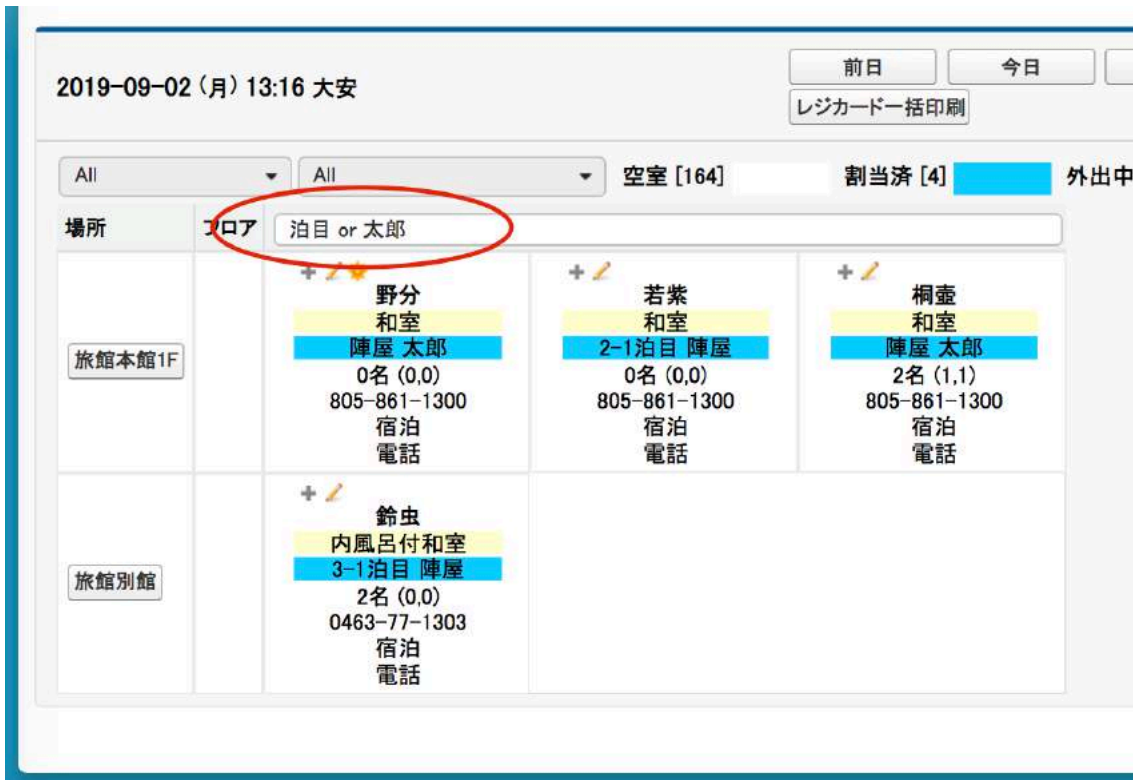 2019-09-02 (月) 13:16 大安
前日 今日
レジカード一括印刷
All All 空室 [164] 割当済 [4] 外出中
場所 フロア 泊目 or 太郎
旅館本館1F
野分
和室
陣屋 太郎
0名 (0,0)
805-861-1300
宿泊
電話
若紫
和室
2-1泊目 陣屋
0名 (0,0)
805-861-1300
宿泊
電話
桐壷
和室
陣屋 太郎
2名 (1,1)
805-861-1300
宿泊
電話
旅館別館
鈴虫
内風呂付和室
3-1泊目 陣屋
2名 (0,0)
0463-77-1303
宿泊
電話